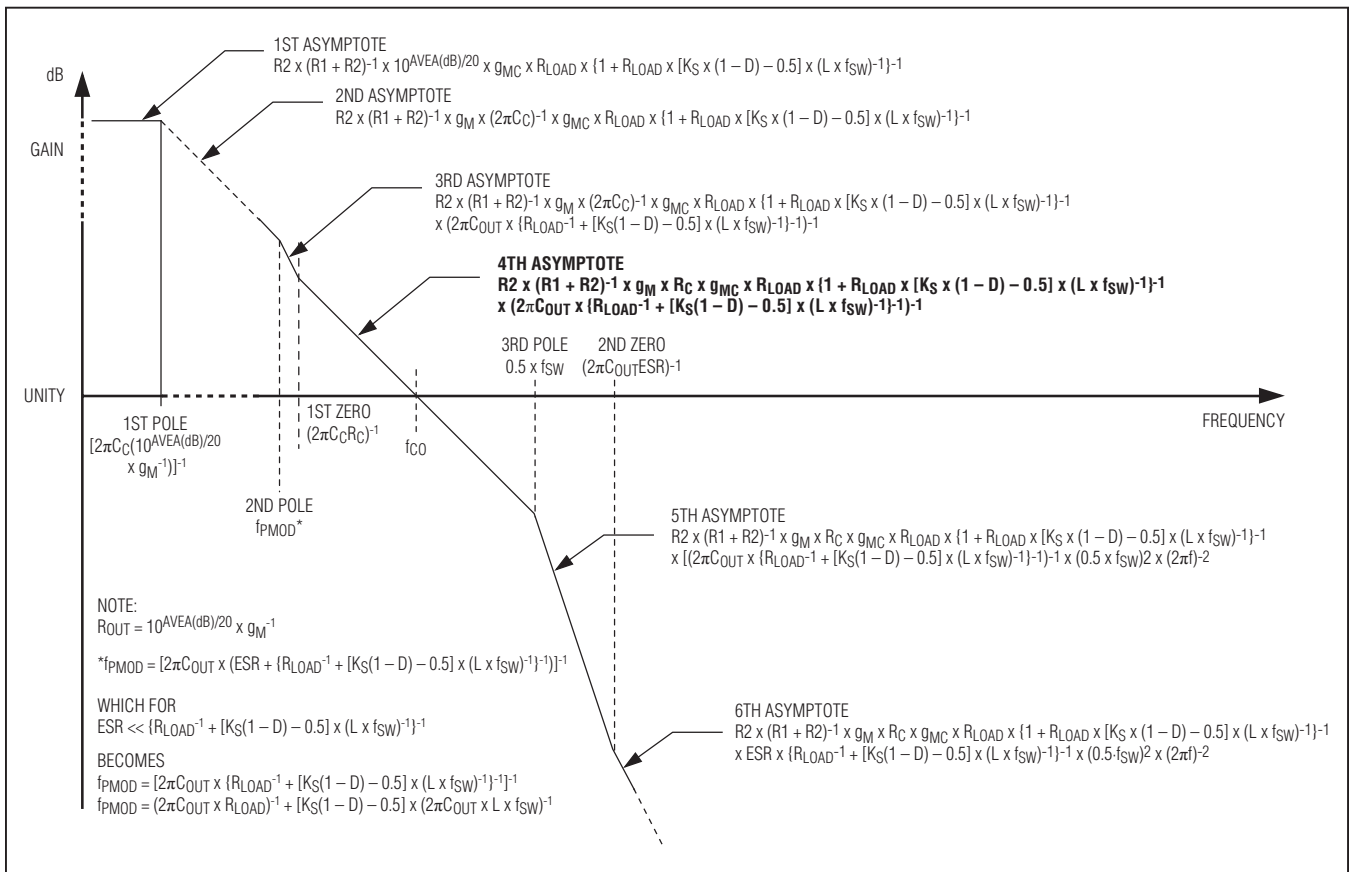 1ST ASYMPTOTE
R2 x (R1 + R2)-1 x 10AVEA(dB)/20 x gMC x RLOAD x {1 + RLOAD x [KS x (1 – D) – 0.5] x (L x fSW)-1}-1
dB
2ND ASYMPTOTE
R2 x (R1 + R2)-1 x gM x (2πCC)-1 x gMC x RLOAD x {1 + RLOAD x [KS x (1 – D) – 0.5] x (L x fSW)-1}-1
GAIN
3RD ASYMPTOTE
R2 x (R1 + R2)-1 x gM x (2πCC)-1 x gMC x RLOAD x {1 + RLOAD x [KS x (1 – D) – 0.5] x (L x fSW)-1}-1
x (2πCOUT x {RLOAD-1 + [KS(1 – D) – 0.5] x (L x fSW)-1}-1)-1
4TH ASYMPTOTE
R2 x (R1 + R2)-1 x gM x RC x gMC x RLOAD x {1 + RLOAD x [KS x (1 – D) – 0.5] x (L x fSW)-1}-1
x (2πCOUT x {RLOAD-1 + [KS(1 – D) – 0.5] x (L x fSW)-1}-1)-1
3RD POLE
0.5 x fSW
2ND ZERO
(2πCOUTESR)-1
UNITY
FREQUENCY
1ST POLE
[2πCC(10AVEA(dB)/20
x gM-1)]-1
1ST ZERO
(2πCCRC)-1
fCO
2ND POLE
fPMOD*
5TH ASYMPTOTE
R2 x (R1 + R2)-1 x gM x RC x gMC x RLOAD x {1 + RLOAD x [KS x (1 – D) – 0.5] x (L x fSW)-1}-1
x [(2πCOUT x {RLOAD-1 + [KS(1 – D) – 0.5] x (L x fSW)-1}-1)-1 x (0.5 x fSW)2 x (2πf)-2
NOTE:
ROUT = 10AVEA(dB)/20 x gM-1
*fPMOD = [2πCOUT x (ESR + {RLOAD-1 + [KS(1 – D) – 0.5] x (L x fSW)-1}-1)]-1
WHICH FOR
ESR << {RLOAD-1 + [KS(1 – D) – 0.5] x (L x fSW)-1}-1
BECOMES
fPMOD = [2πCOUT x {RLOAD-1 + [KS(1 – D) – 0.5] x (L x fSW)-1}-1]-1
fPMOD = (2πCOUT x RLOAD)-1 + [KS(1 – D) – 0.5] x (2πCOUT x L x fSW)-1
6TH ASYMPTOTE
R2 x (R1 + R2)-1 x gM x RC x gMC x RLOAD x {1 + RLOAD x [KS x (1 – D) – 0.5] x (L x fSW)-1}-1
x ESR x {RLOAD-1 + [KS(1 – D) – 0.5] x (L x fSW)-1}-1 x (0.5·fSW)2 x (2πf)-2